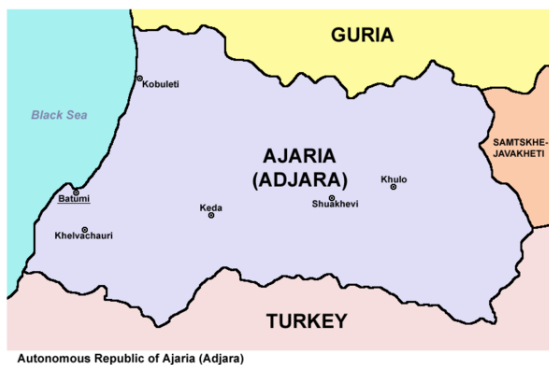 GURIA
Kobuleti
Black Sea
SAMTSKHE-
JAVAKHETI
AJARIA
(ADJARA)
Khulo
Batumi
Shuakhevi
Keda
Khelvachauri
TURKEY
Autonomous Republic of Ajaria (Adjara)